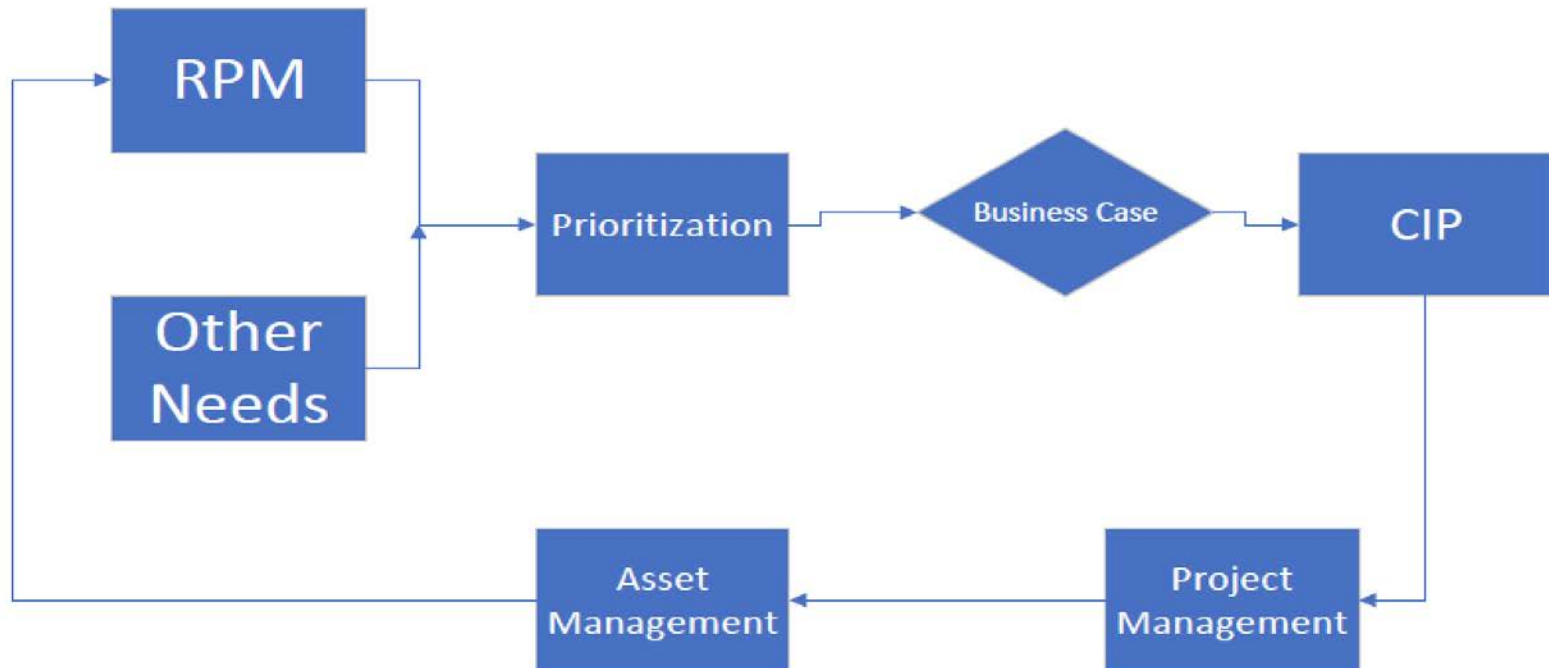 RPM
Prioritization
Business Case
CIP
Other
Needs
Asset
Management
Project
Management